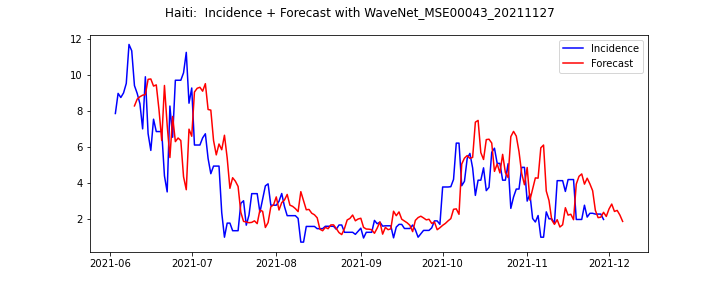 Haiti:  Incidence + Forecast with WaveNet_MSE00043_20211127
12
10
8
6
4
2
Incidence
Forecast
2021-06 2021-07 2021-08 2021-09 2021-10 2021-11 2021-12